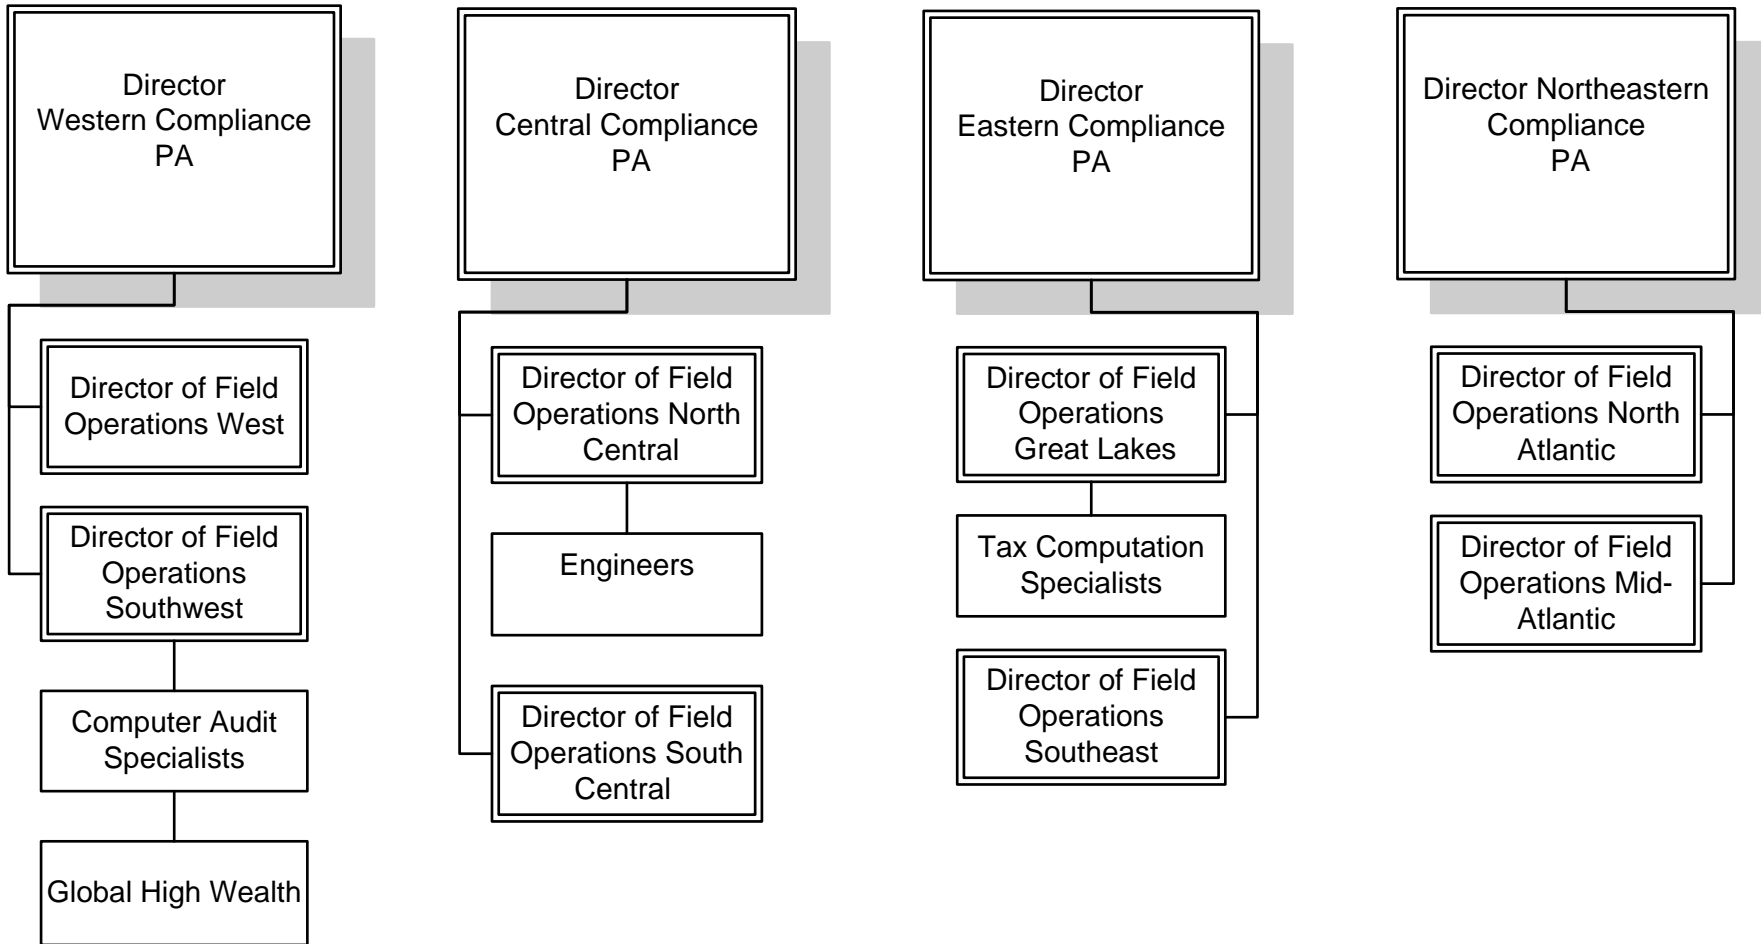 Director
Western Compliance
PA
Director of Field
Operations West
Director of Field
Operations
Southwest
Computer Audit
Specialists
Global High Wealth
Director
Central Compliance
PA
Director of Field
Operations North
Central
Engineers
Director of Field
Operations South
Central
Director
Eastern Compliance
PA
Director of Field
Operations
Great Lakes
Tax Computation
Specialists
Director of Field
Operations
Southeast
Director Northeastern
Compliance
PA
Director of Field
Operations North
Atlantic
Director of Field
Operations Mid-
Atlantic